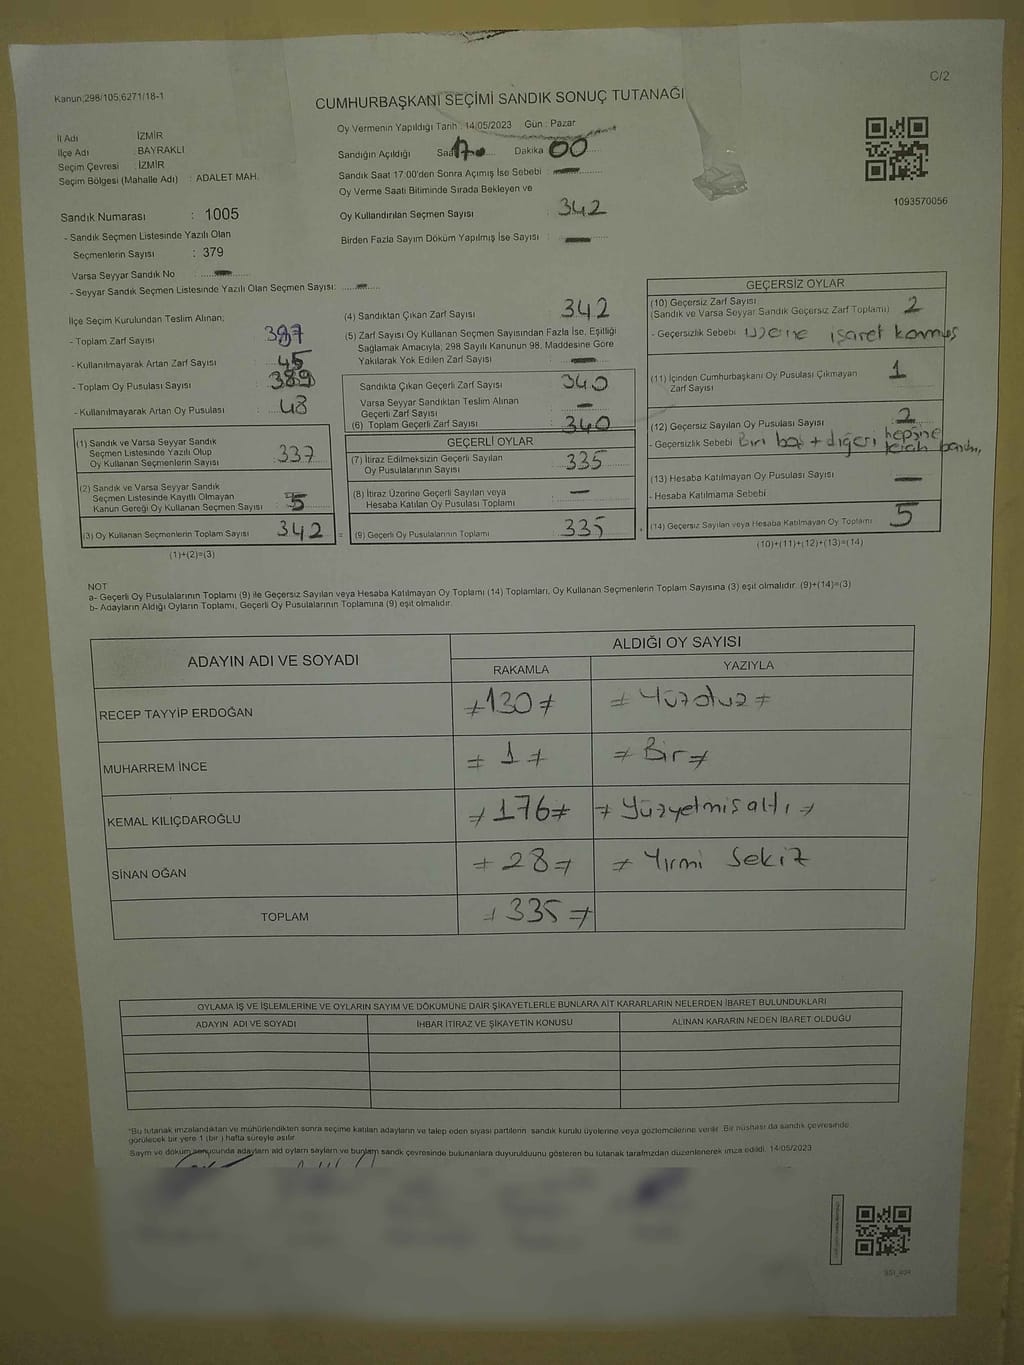 C/2
Kanun;298/105;6271/18-1
CUMHURBAŞKANI SEÇİMİ SANDIK SONUÇ TUTANAĞI
Oy Vermenin Yapıldığı Tarih : 14/05/2023 Gün : Pazar
İl Adı İZMİR
İlçe Adı : BAYRAKLI
Seçim Çevresi : İZMİR
Seçim Bölgesi (Mahalle Adı) : ADALET MAH.
Sandık Numarası : 1005
- Sandık Seçmen Listesinde Yazılı Olan
Seçmenlerin Sayısı : 379
Varsa Seyyar Sandık No : —
- Seyyar Sandık Seçmen Listesinde Yazılı Olan Seçmen Sayısı: —
Sandığın Açıldığı Saat 17 Dakika 00
Sandık Saat 17:00'den Sonra Açımış İse Sebebi : —
Oy Verme Saati Bitiminde Sırada Bekleyen ve
Oy Kullandırılan Seçmen Sayısı : 342
Birden Fazla Sayım Döküm Yapılmış İse Sayısı : —
1093570056
İlçe Seçim Kurulundan Teslim Alınan;
- Toplam Zarf Sayısı :
- Kullanılmayarak Artan Zarf Sayısı : 45
- Toplam Oy Pusulası Sayısı : 389
- Kullanılmayarak Artan Oy Pusulası : 48
(1) Sandık ve Varsa Seyyar Sandık
Seçmen Listesinde Yazılı Olup
Oy Kullanan Seçmenlerin Sayısı : 337
(2) Sandık ve Varsa Seyyar Sandık
Seçmen Listesinde Kayıtlı Olmayan
Kanun Gereği Oy Kullanan Seçmen Sayısı : 5
(3) Oy Kullanan Seçmenlerin Toplam Sayısı : 342
(1)+(2)=(3)
(4) Sandıktan Çıkan Zarf Sayısı : 342
(5) Zarf Sayısı Oy Kullanan Seçmen Sayısından Fazla İse, Eşitliği
Sağlamak Amacıyla, 298 Sayılı Kanunun 98. Maddesine Göre
Yakılarak Yok Edilen Zarf Sayısı : —
Sandıkta Çıkan Geçerli Zarf Sayısı : 340
Varsa Seyyar Sandıktan Teslim Alınan
Geçerli Zarf Sayısı : —
(6) Toplam Geçerli Zarf Sayısı : 340
GEÇERLİ OYLAR
(7) İtiraz Edilmeksizin Geçerli Sayılan
Oy Pusulalarının Sayısı : 335
(8) İtiraz Üzerine Geçerli Sayılan veya
Hesaba Katılan Oy Pusulası Toplamı : —
= (9) Geçerli Oy Pusulalarının Toplamı : 335
GEÇERSİZ OYLAR
(10) Geçersiz Zarf Sayısı
(Sandık ve Varsa Seyyar Sandık Geçersiz Zarf Toplamı) : 2
- Geçersizlik Sebebi : üzerine işaret konmuş
(11) İçinden Cumhurbaşkanı Oy Pusulası Çıkmayan
Zarf Sayısı : 1
(12) Geçersiz Sayılan Oy Pusulası Sayısı : 2
- Geçersizlik Sebebi Biri boş + diğeri hepsine
(13) Hesaba Katılmayan Oy Pusulası Sayısı : —
- Hesaba Katılmama Sebebi
+ (14) Geçersiz Sayılan veya Hesaba Katılmayan Oy Toplamı : 5
(10)+(11)+(12)+(13)=(14)
NOT
a- Geçerli Oy Pusulalarının Toplamı (9) ile Geçersiz Sayılan veya Hesaba Katılmayan Oy Toplamı (14) Toplamları, Oy Kullanan Seçmenlerin Toplam Sayısına (3) eşit olmalıdır. (9)+(14)=(3)
b- Adayların Aldığı Oyların Toplamı, Geçerli Oy Pusulalarının Toplamına (9) eşit olmalıdır.
ADAYIN ADI VE SOYADI ALDIĞI OY SAYISI
RAKAMLA YAZIYLA
RECEP TAYYİP ERDOĞAN ≠130≠ ≠ Yüzotuz ≠
MUHARREM İNCE ≠ 1 ≠ ≠ Bir ≠
KEMAL KILIÇDAROĞLU ≠176≠ ≠ Yüzyetmişaltı ≠
SİNAN OĞAN ≠28≠ ≠ Yirmi sekiz
TOPLAM ≠335≠
OYLAMA İŞ VE İŞLEMLERİNE VE OYLARIN SAYIM VE DÖKÜMÜNE DAİR ŞİKAYETLERLE BUNLARA AİT KARARLARIN NELERDEN İBARET BULUNDUKLARI
ADAYIN ADI VE SOYADI İHBAR İTİRAZ VE ŞİKAYETİN KONUSU ALINAN KARARIN NEDEN İBARET OLDUĞU
"Bu tutanak imzalandıktan ve mühürlendikten sonra seçime katılan adayların ve talep eden siyasi partilerin sandık kurulu üyelerine veya gözlemcilerine verilir. Bir nüshası da sandık çevresinde
görülecek bir yere 1 (bir ) hafta süreyle asılır.
Sayım ve döküm sonucunda adayların aldı oyların sayların ve bunların sandık çevresinde bulunanlara duyurulduunu gösteren bu tutanak tarafımızdan düzenlenerek imza edildi. 14/05/2023